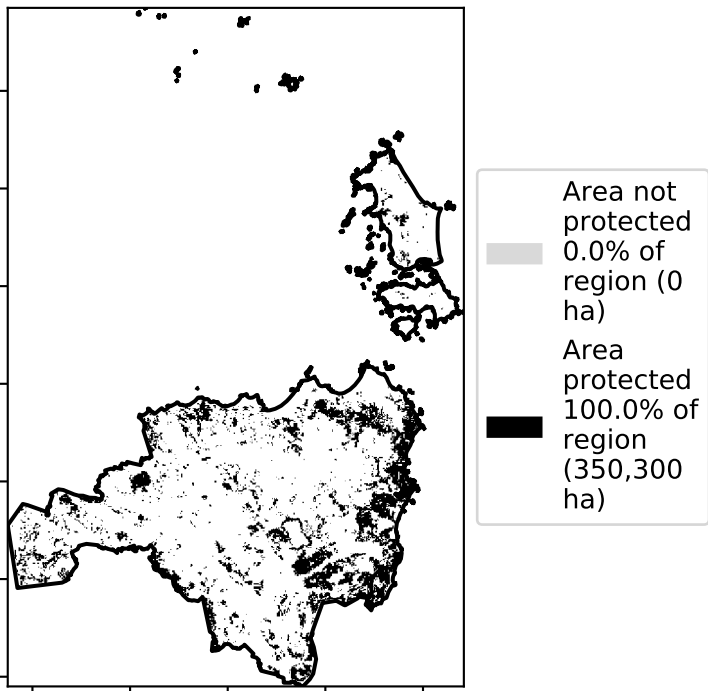 Area not
protected
0.0% of
region (0
ha)
Area
protected
100.0% of
region
(350,300
ha)